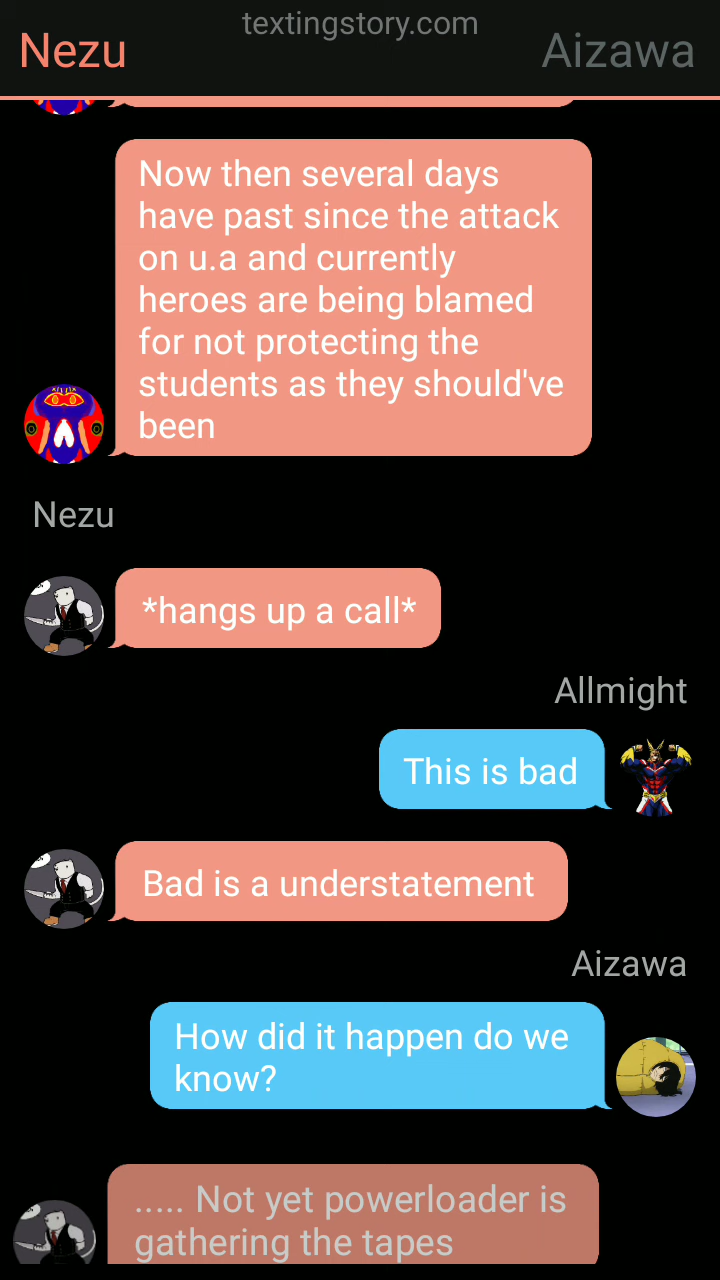 textingstory.com
Nezu
Aizawa
Now then several days
have past since the attack
on u.a and currently
heroes are being blamed
for not protecting the
students as they should've
been
Nezu
*hangs up a call*
Allmight
This is bad
Bad is a understatement
Aizawa
How did it happen do we
know?
..... Not yet powerloader is
gathering the tapes